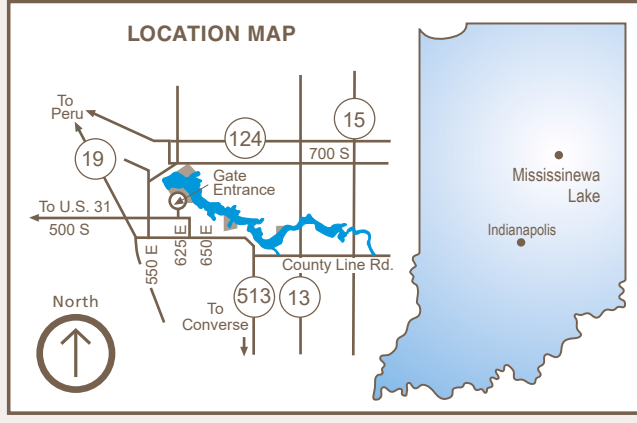 LOCATION MAP
To
Peru
15
124
19
700 S
Gate
Entrance
To U.S. 31
500 S
550 E
625 E
650 E
County Line Rd.
513
13
To
Converse
North
Mississinewa
Lake
Indianapolis